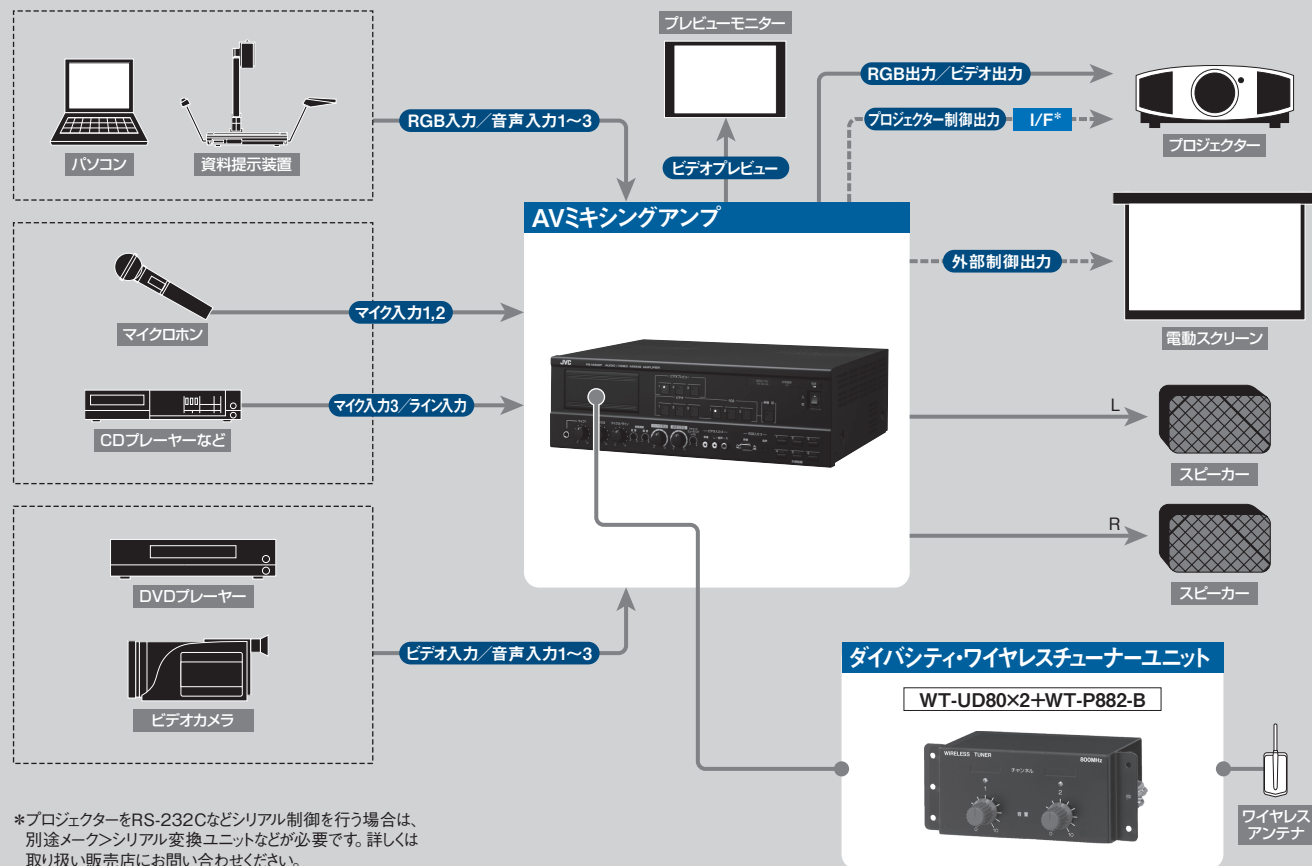 プレビューモニター
RGB出力／ビデオ出力
プロジェクター制御出力 I/F*
プロジェクター
パソコン
資料提示装置
RGB入力／音声入力1～3
ビデオプレビュー
AVミキシングアンプ
外部制御出力
電動スクリーン
マイクロホン
マイク入力1,2
JVC
CDプレーヤーなど
マイク入力3／ライン入力
L
スピーカー
R
スピーカー
DVDプレーヤー
ビデオカメラ
ビデオ入力／音声入力1～3
ダイバシティ・ワイヤレスチューナーユニット
WT-UD80×2＋WT-P882-B
WIRELESS TUNER
800MHz
チャンネル
1
2
音量
0
10
0
10
ワイヤレス
アンテナ
＊プロジェクターをRS-232Cなどシリアル制御を行う場合は、
別途メーク＞シリアル変換ユニットなどが必要です。詳しくは
取り扱い販売店にお問い合わせください。